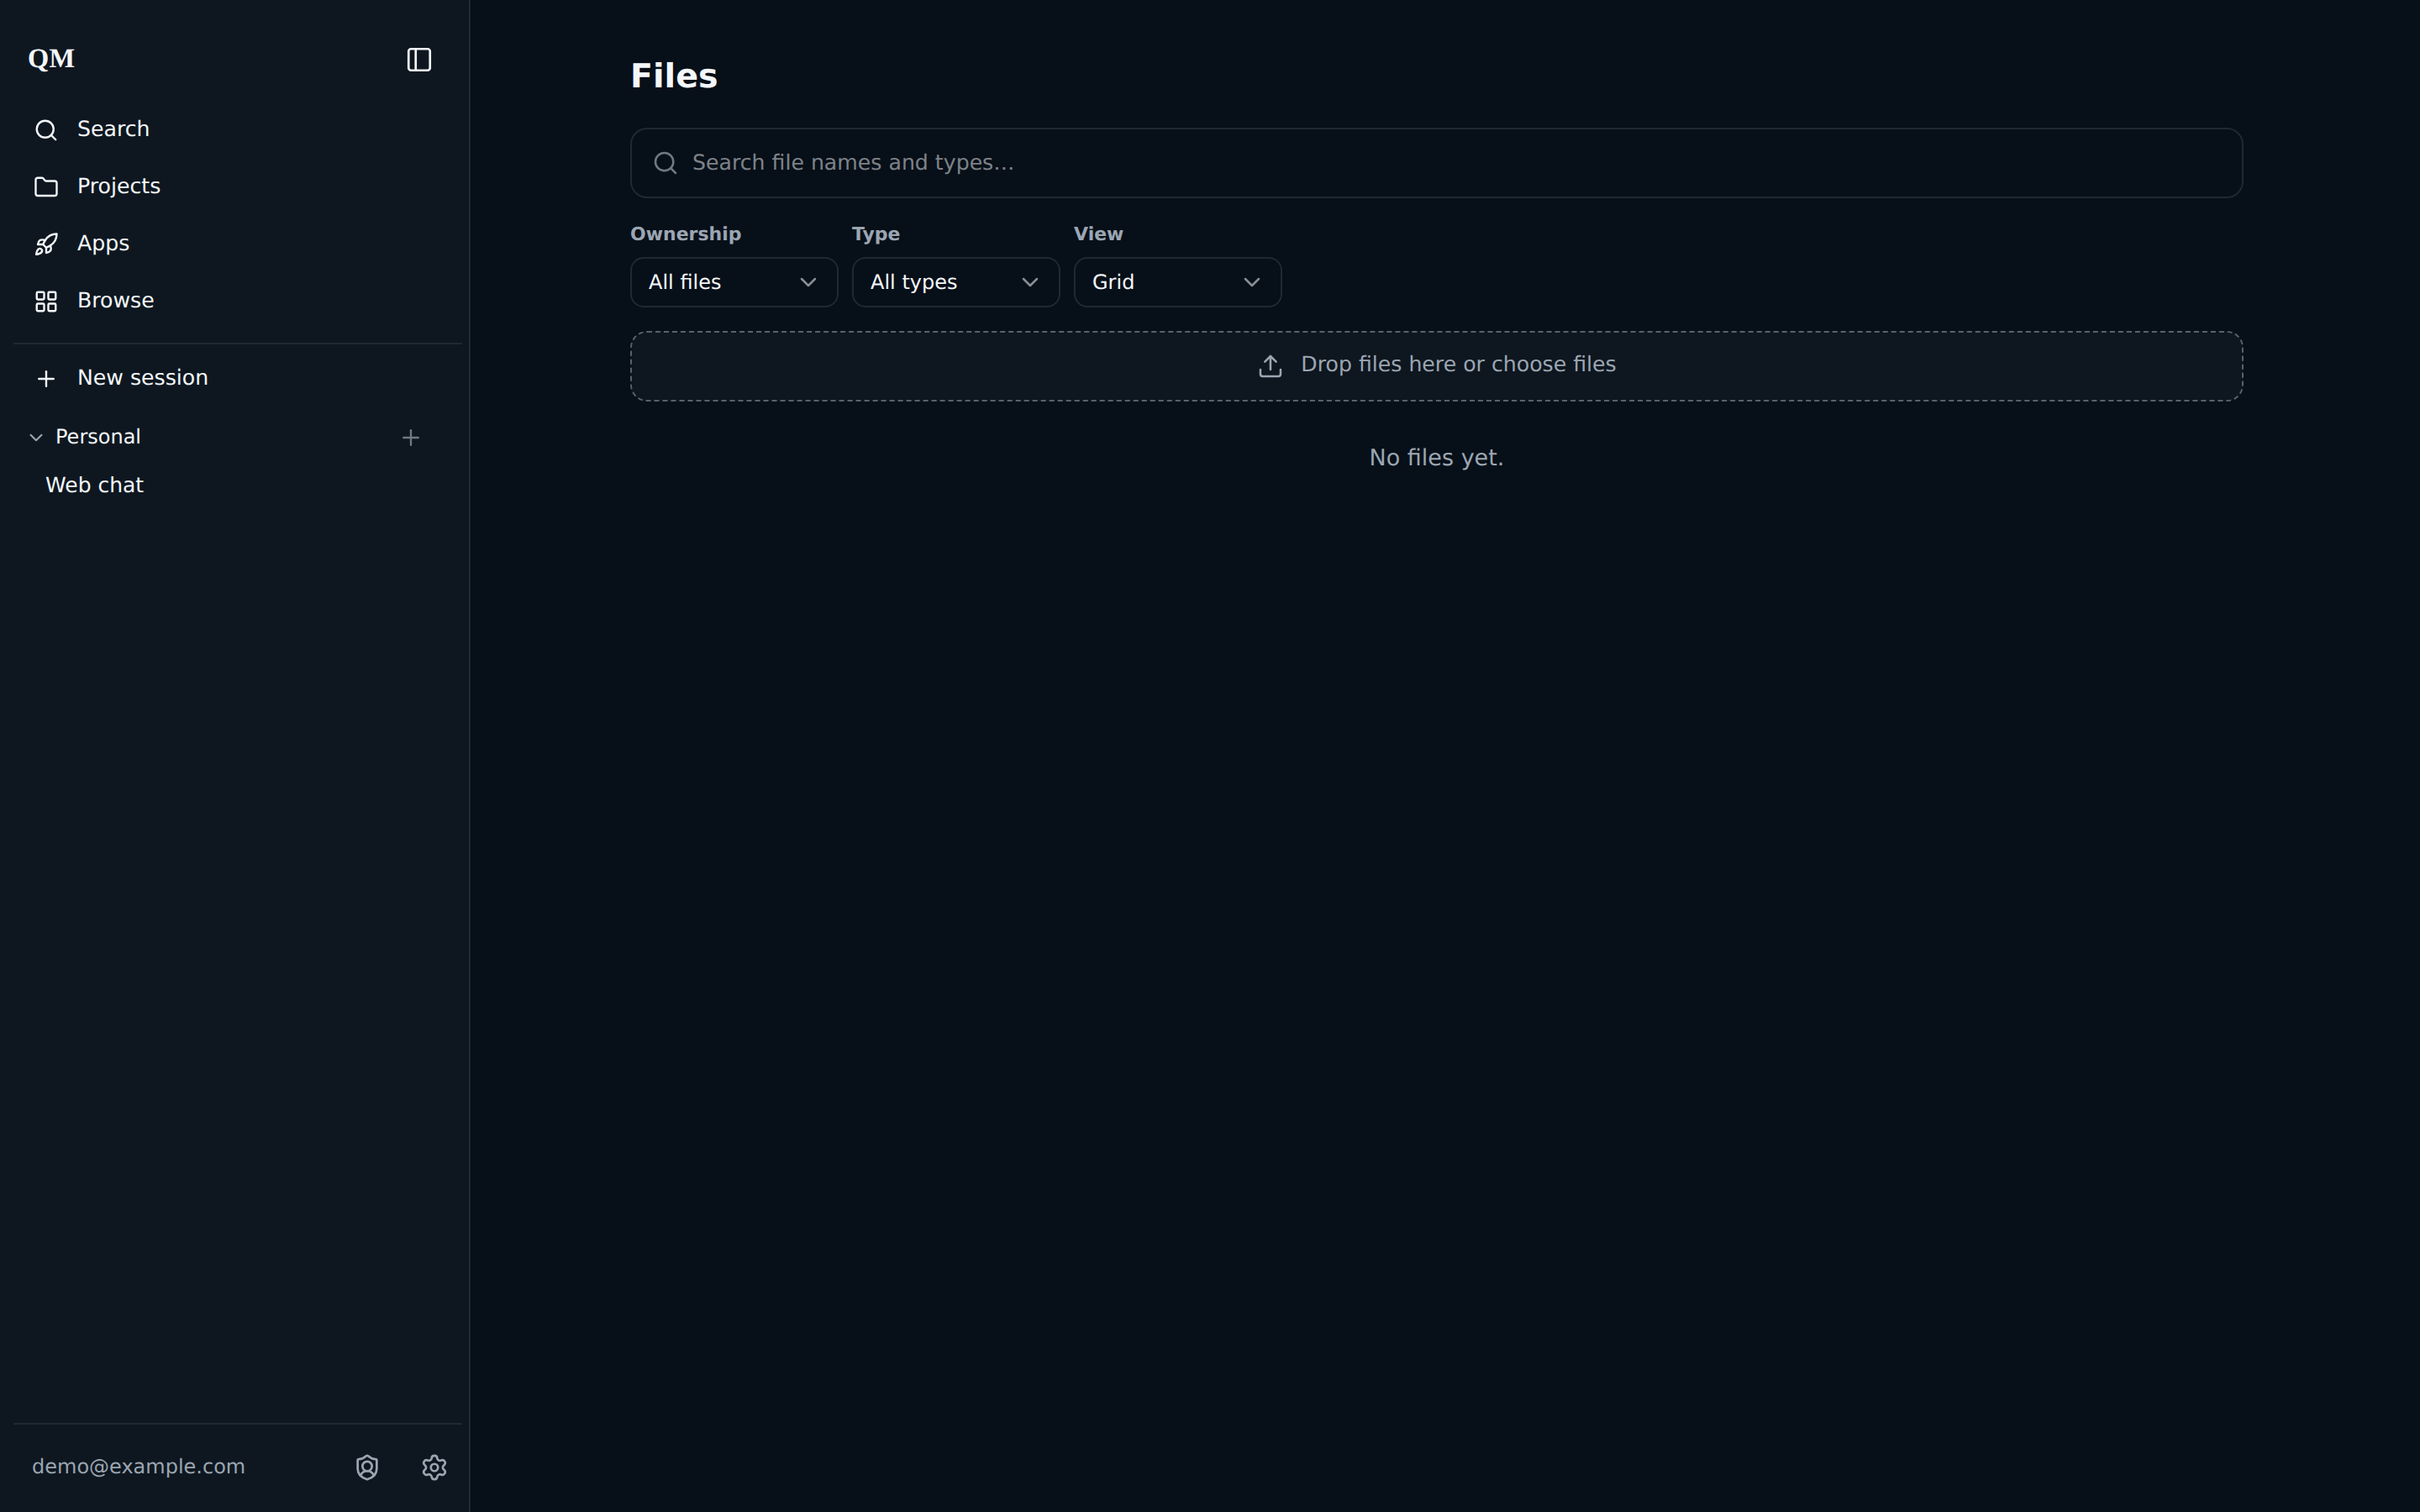 QM
Search
Projects
Apps
Browse
New session
Personal
Web chat
demo@example.com
Files
Search file names and types...
Ownership
Type
View
All files
All types
Grid
Drop files here or choose files
No files yet.